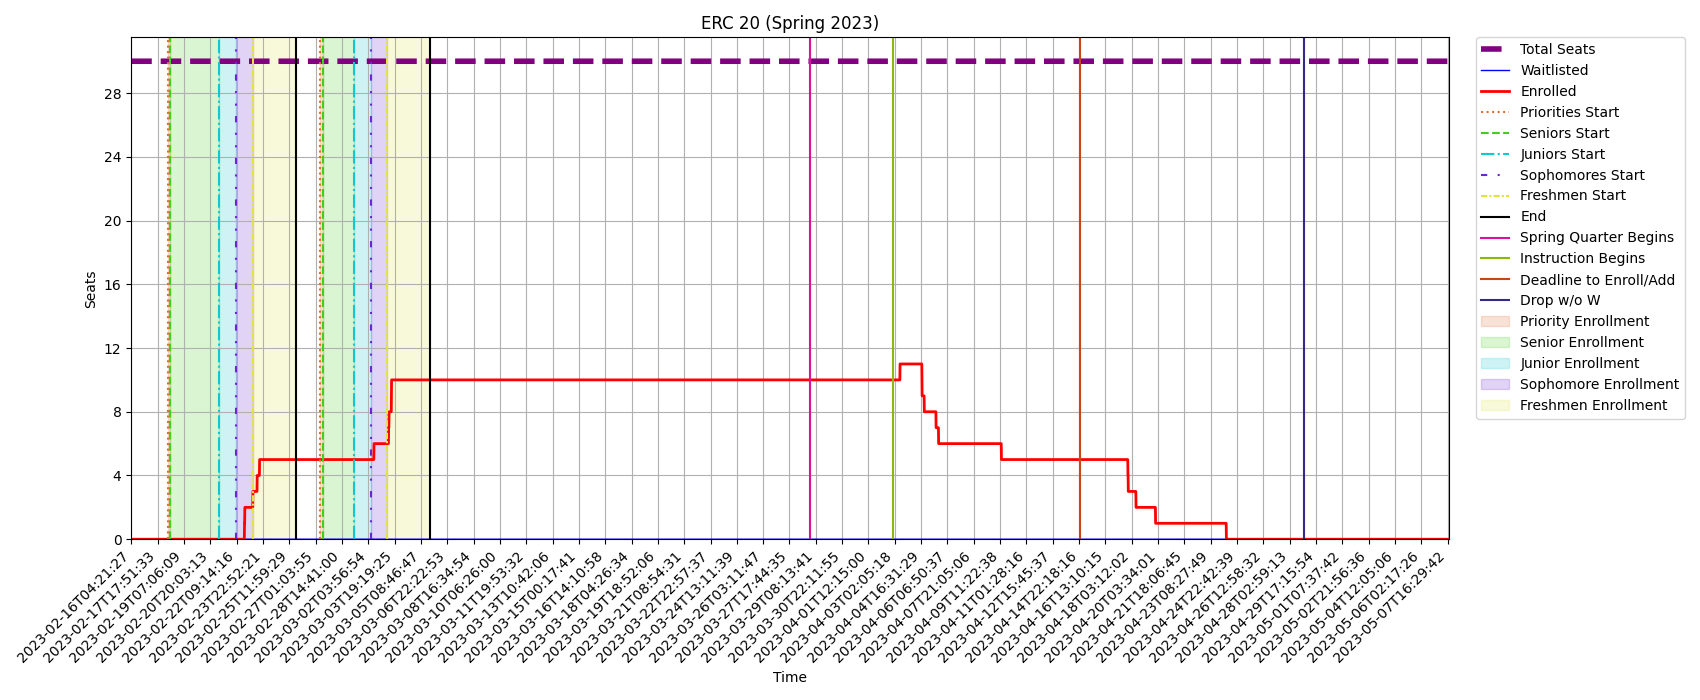 ERC 20 (Spring 2023)
Seats
28
24
20
16
12
8
4
0
2023-02-16T04:21:27
2023-02-17T17:51:33
2023-02-19T07:06:09
2023-02-20T20:03:13
2023-02-22T09:14:16
2023-02-23T22:52:21
2023-02-25T11:59:29
2023-02-27T01:03:55
2023-02-28T14:41:00
2023-03-02T03:56:54
2023-03-03T19:19:23
2023-03-05T08:46:47
2023-03-06T22:22:53
2023-03-08T16:34:54
2023-03-10T06:26:00
2023-03-11T19:53:32
2023-03-13T10:42:06
2023-03-15T00:17:41
2023-03-16T14:10:58
2023-03-18T04:26:34
2023-03-19T18:52:06
2023-03-21T08:54:31
2023-03-22T22:57:37
2023-03-24T13:11:39
2023-03-26T03:11:47
2023-03-27T17:44:35
2023-03-29T08:13:41
2023-03-30T22:11:55
2023-04-01T12:15:00
2023-04-03T02:05:18
2023-04-04T16:31:29
2023-04-06T06:50:37
2023-04-07T21:05:06
2023-04-09T11:22:38
2023-04-11T01:28:16
2023-04-12T15:45:37
2023-04-14T22:18:16
2023-04-16T13:10:15
2023-04-18T03:12:02
2023-04-20T03:34:01
2023-04-21T18:06:45
2023-04-23T08:27:49
2023-04-24T22:42:39
2023-04-26T12:58:32
2023-04-28T02:59:13
2023-04-29T17:15:54
2023-05-01T07:37:42
2023-05-02T21:56:36
2023-05-04T12:05:06
2023-05-06T02:17:26
2023-05-07T16:29:42
Time
Total Seats
Waitlisted
Enrolled
Priorities Start
Seniors Start
Juniors Start
Sophomores Start
Freshmen Start
End
Spring Quarter Begins
Instruction Begins
Deadline to Enroll/Add
Drop w/o W
Priority Enrollment
Senior Enrollment
Junior Enrollment
Sophomore Enrollment
Freshmen Enrollment